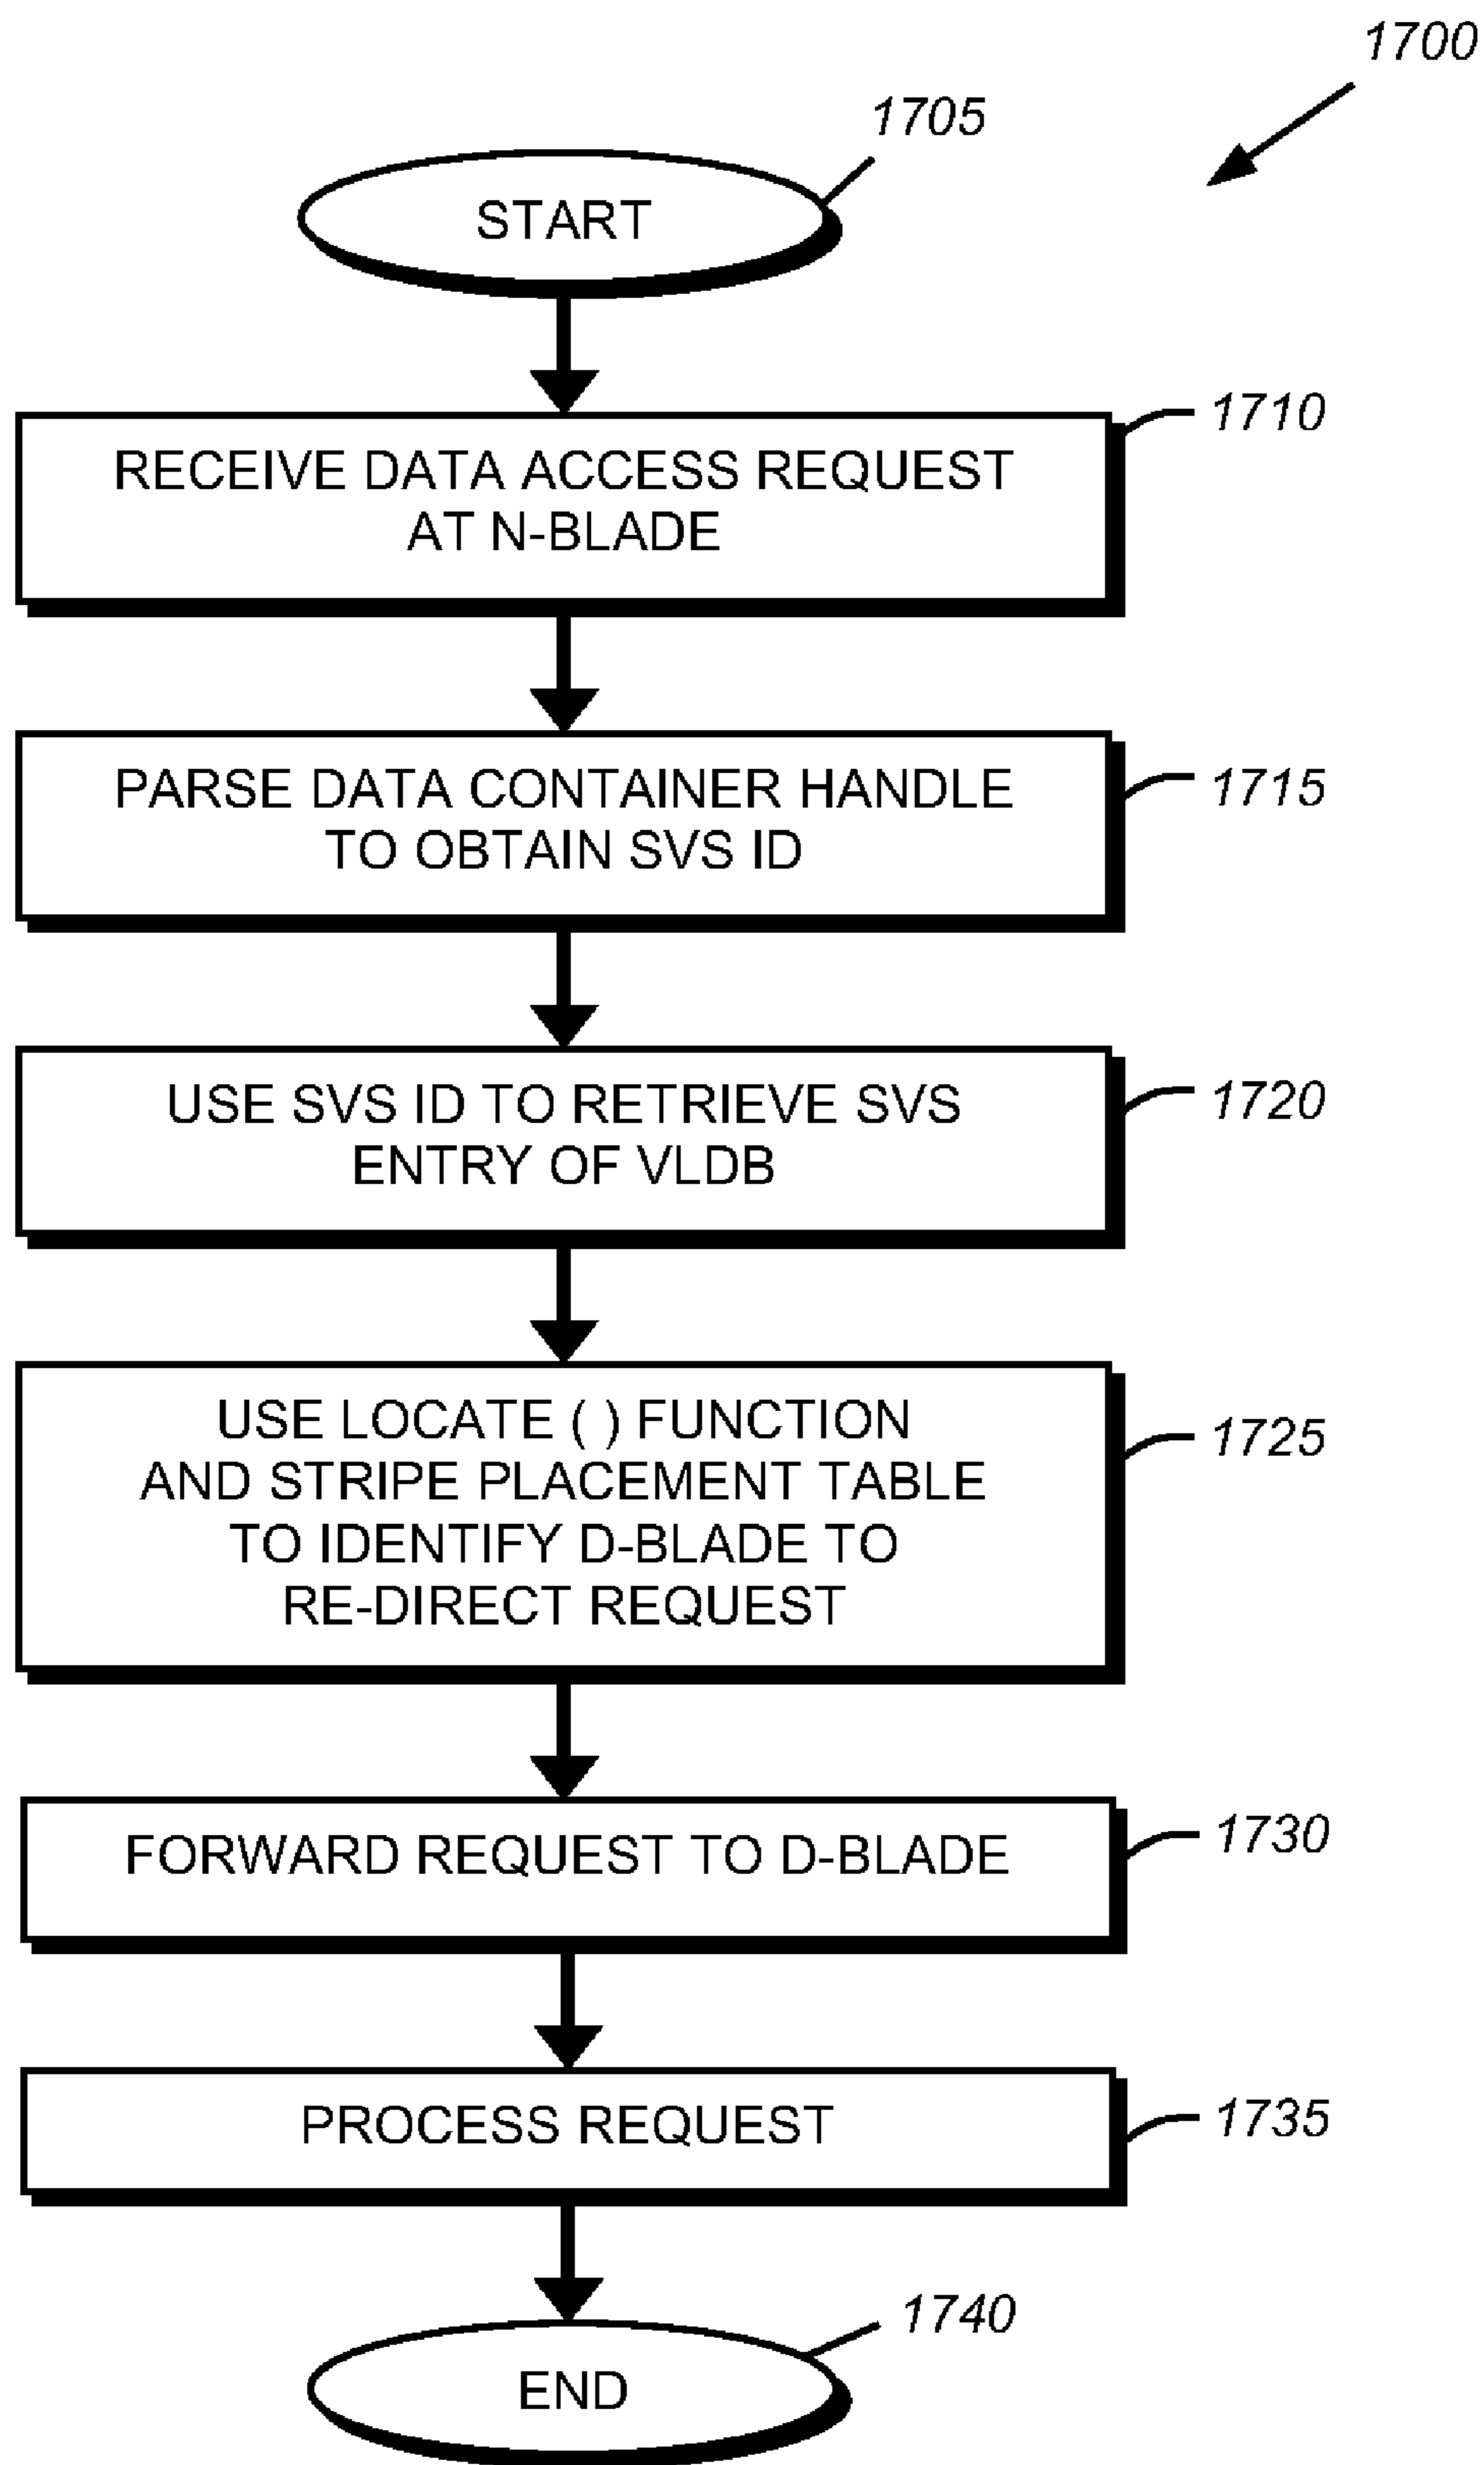 1700
1705
START
1710
RECEIVE DATA ACCESS REQUEST
AT N-BLADE
1715
PARSE DATA CONTAINER HANDLE
TO OBTAIN SVS ID
1720
USE SVS ID TO RETRIEVE SVS
ENTRY OF VLDB
1725
USE LOCATE ( ) FUNCTION
AND STRIPE PLACEMENT TABLE
TO IDENTIFY D-BLADE TO
RE-DIRECT REQUEST
1730
FORWARD REQUEST TO D-BLADE
1735
PROCESS REQUEST
1740
END